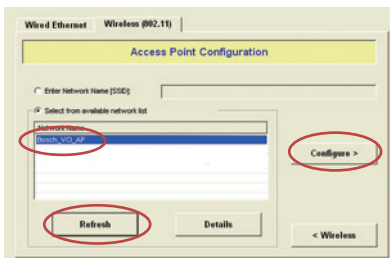 Wired Ethernet Wireless (802.11)
Access Point Configuration
Enter Network Name [SSID]:
Select from available network list
Network Name
Bosch_VCI_AP
Configure >
Refresh Details
< Wireless